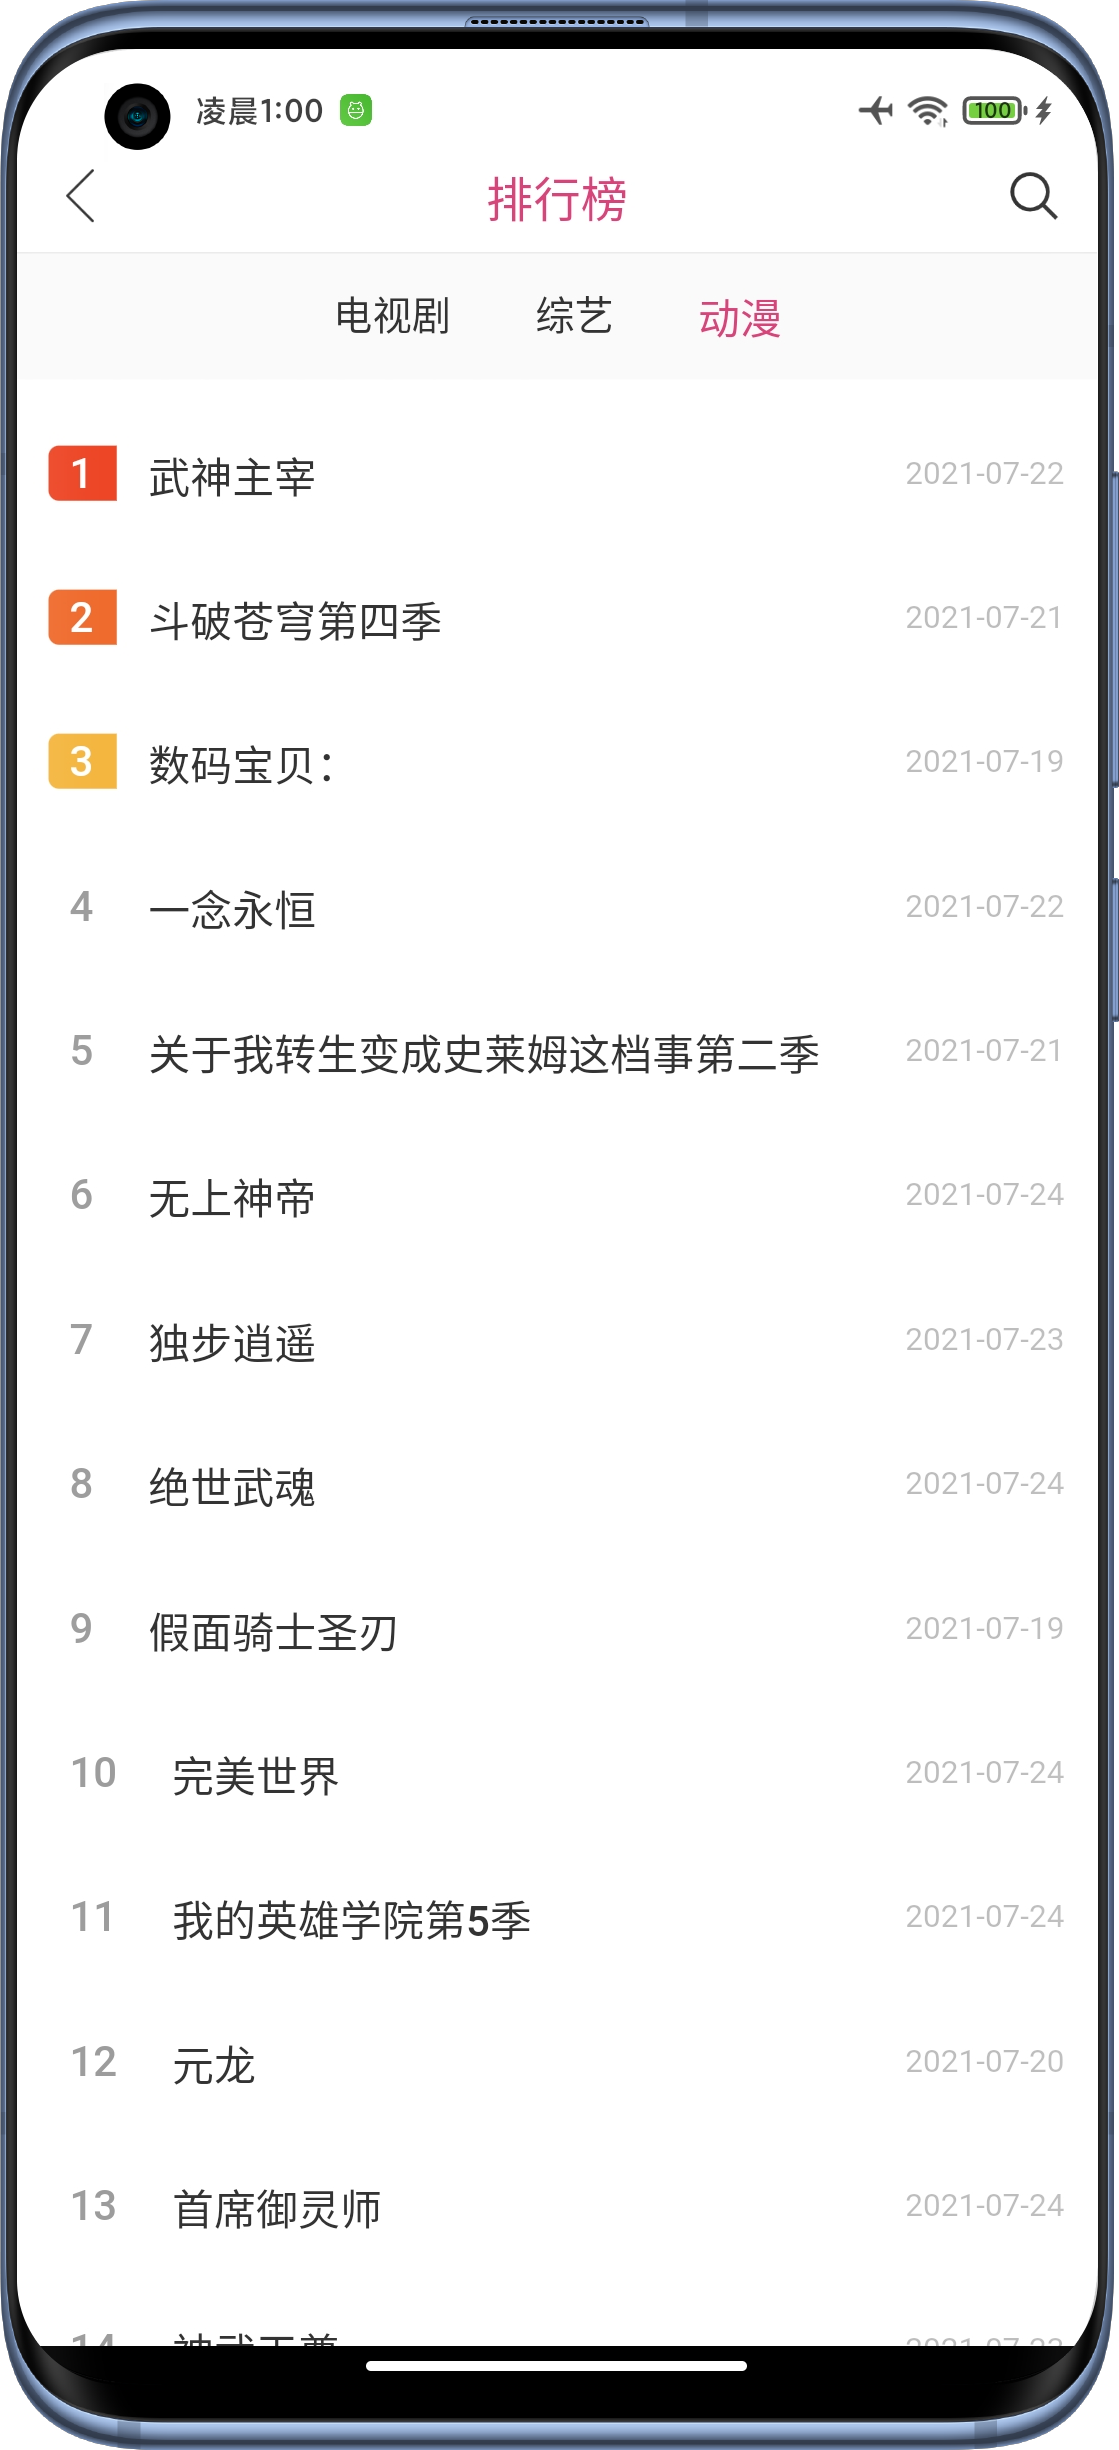 凌晨1:00
100
排行榜
电视剧 综艺 动漫
1 武神主宰 2021-07-22
2 斗破苍穹第四季 2021-07-21
3 数码宝贝： 2021-07-19
4 一念永恒 2021-07-22
5 关于我转生变成史莱姆这档事第二季 2021-07-21
6 无上神帝 2021-07-24
7 独步逍遥 2021-07-23
8 绝世武魂 2021-07-24
9 假面骑士圣刃 2021-07-19
10 完美世界 2021-07-24
11 我的英雄学院第5季 2021-07-24
12 元龙 2021-07-20
13 首席御灵师 2021-07-24
14